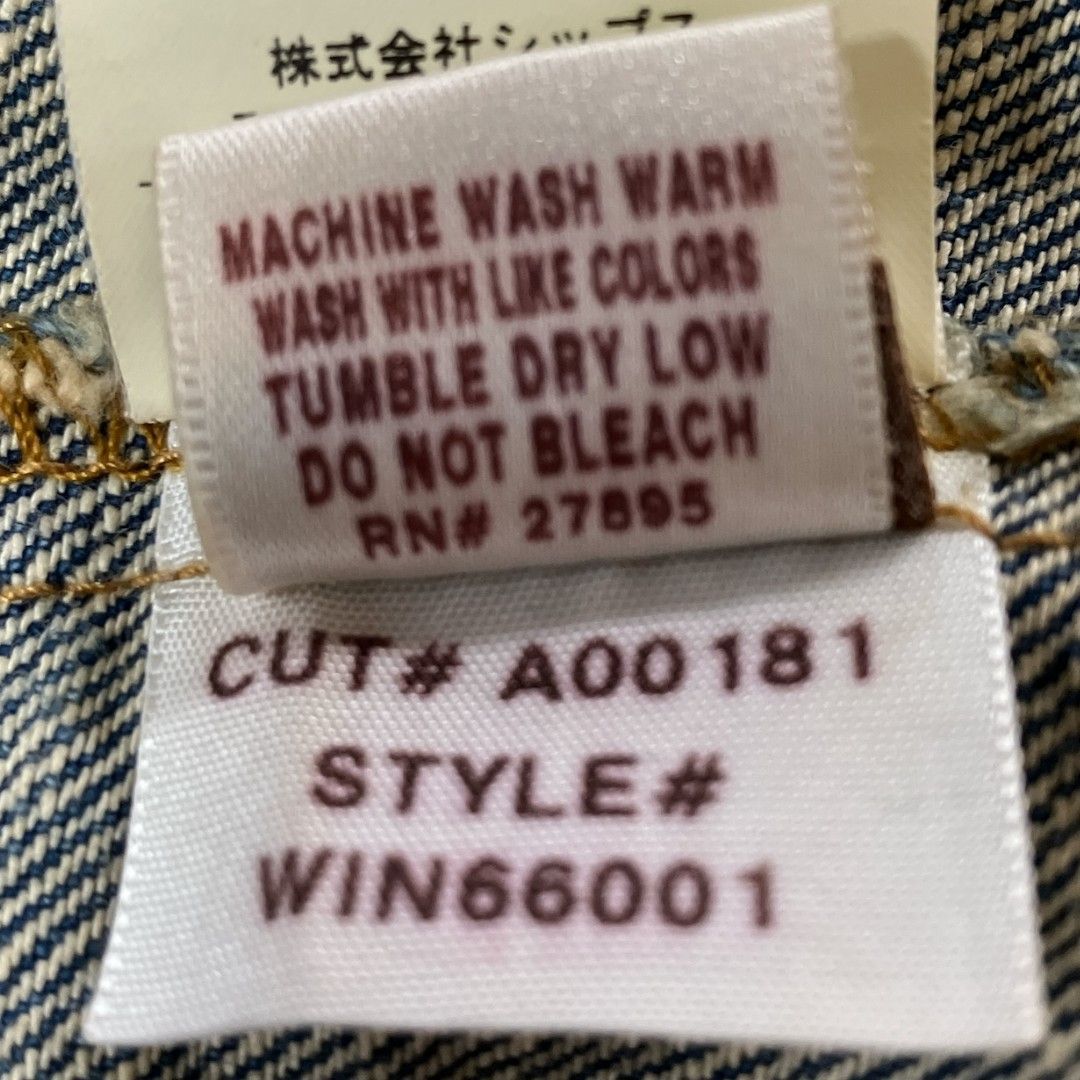 株式会社シップス
MACHINE WASH WARM
WASH WITH LIKE COLORS
TUMBLE DRY LOW
DO NOT BLEACH
RN# 27895
CUT# A00181
STYLE#
WIN66001